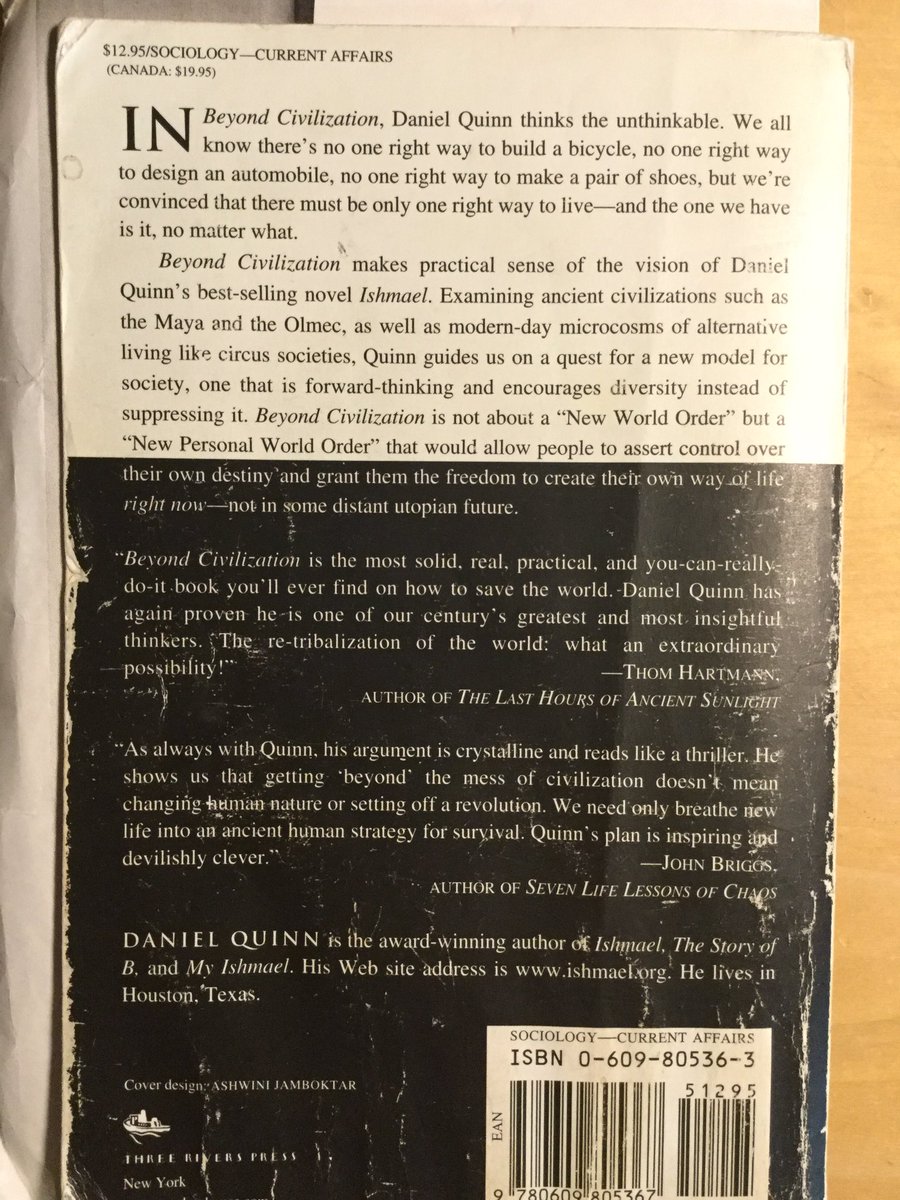 $12.95/SOCIOLOGY—CURRENT AFFAIRS
(CANADA: $19.95)
IN Beyond Civilization, Daniel Quinn thinks the unthinkable. We all
know there's no one right way to build a bicycle, no one right way
to design an automobile, no one right way to make a pair of shoes, but we're
convinced that there must be only one right way to live—and the one we have
is it, no matter what.
Beyond Civilization makes practical sense of the vision of Daniel
Quinn's best-selling novel Ishmael. Examining ancient civilizations such as
the Maya and the Olmec, as well as modern-day microcosms of alternative
living like circus societies, Quinn guides us on a quest for a new model for
society, one that is forward-thinking and encourages diversity instead of
suppressing it. Beyond Civilization is not about a “New World Order” but a
“New Personal World Order” that would allow people to assert control over
their own destiny and grant them the freedom to create their own way of life
right now—not in some distant utopian future.
“Beyond Civilization is the most solid, real, practical, and you-can-really-
do-it book you'll ever find on how to save the world. Daniel Quinn has
again proven he is one of our century's greatest and most insightful
thinkers. The re-tribalization of the world: what an extraordinary
possibility!”
—THOM HARTMANN,
AUTHOR OF THE LAST HOURS OF ANCIENT SUNLIGHT
“As always with Quinn, his argument is crystalline and reads like a thriller. He
shows us that getting ‘beyond’ the mess of civilization doesn't mean
changing human nature or setting off a revolution. We need only breathe new
life into an ancient human strategy for survival. Quinn's plan is inspiring and
devilishly clever.”
—JOHN BRIGGS,
AUTHOR OF SEVEN LIFE LESSONS OF CHAOS
DANIEL QUINN is the award-winning author of Ishmael, The Story of
B, and My Ishmael. His Web site address is www.ishmael.org. He lives in
Houston, Texas.
SOCIOLOGY—CURRENT AFFAIRS
ISBN 0-609-80536-3
51295
EAN
9 780609 805367
Cover design: ASHWINI JAMBOTKAR
THREE RIVERS PRESS
New York